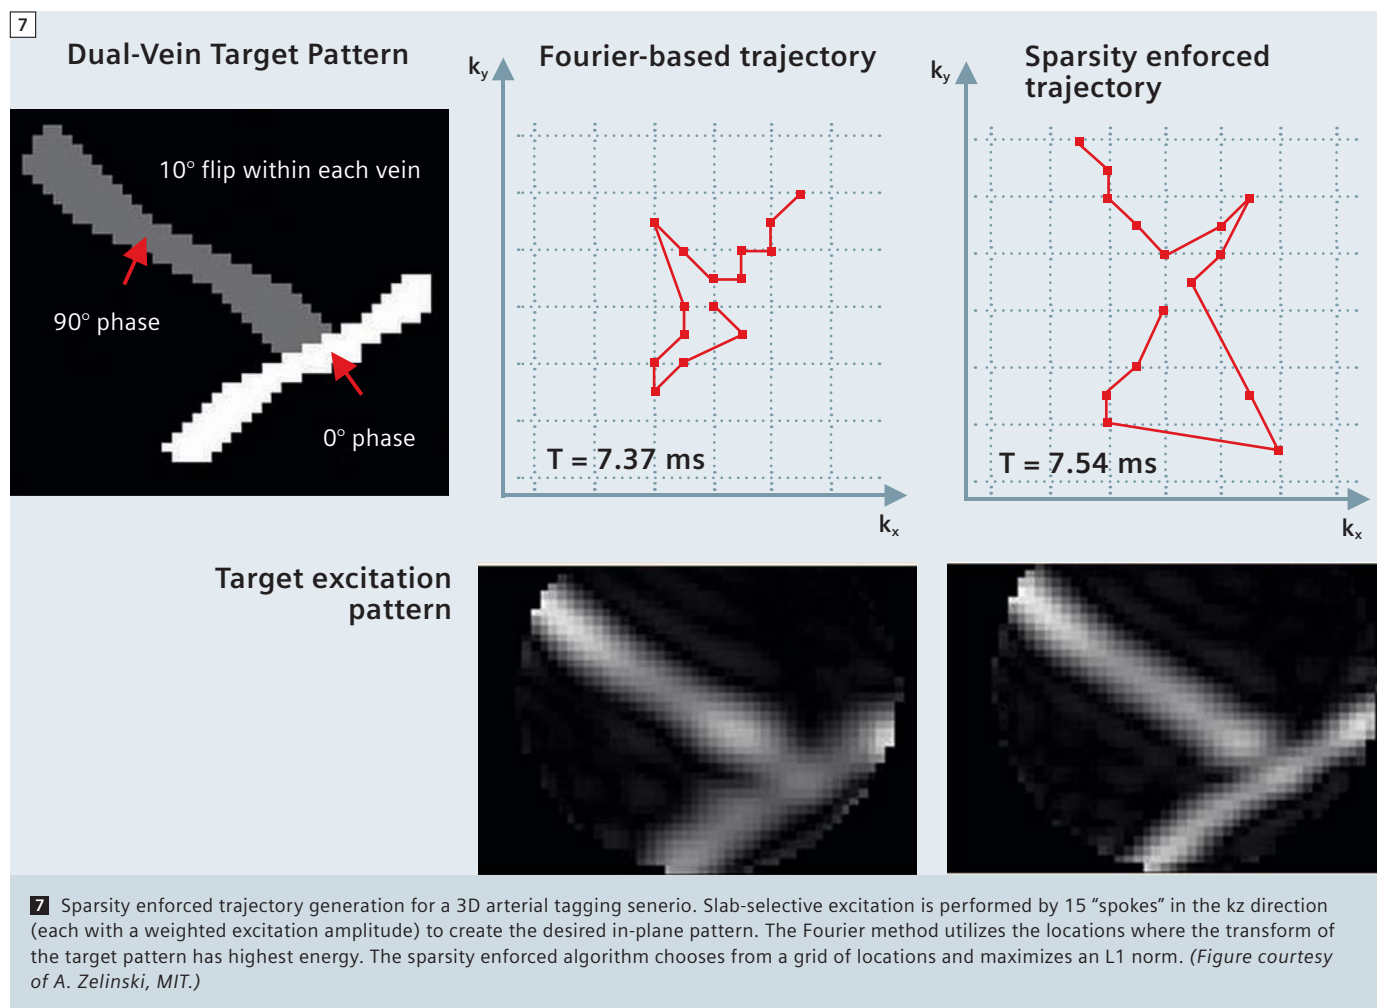 7
Dual-Vein Target Pattern
10° flip within each vein
90° phase
0° phase
Fourier-based trajectory
ky
T = 7.37 ms
kx
Sparsity enforced
trajectory
ky
T = 7.54 ms
kx
Target excitation
pattern
7 Sparsity enforced trajectory generation for a 3D arterial tagging senerio. Slab-selective excitation is performed by 15 “spokes” in the kz direction
(each with a weighted excitation amplitude) to create the desired in-plane pattern. The Fourier method utilizes the locations where the transform of
the target pattern has highest energy. The sparsity enforced algorithm chooses from a grid of locations and maximizes an L1 norm. (Figure courtesy
of A. Zelinski, MIT.)